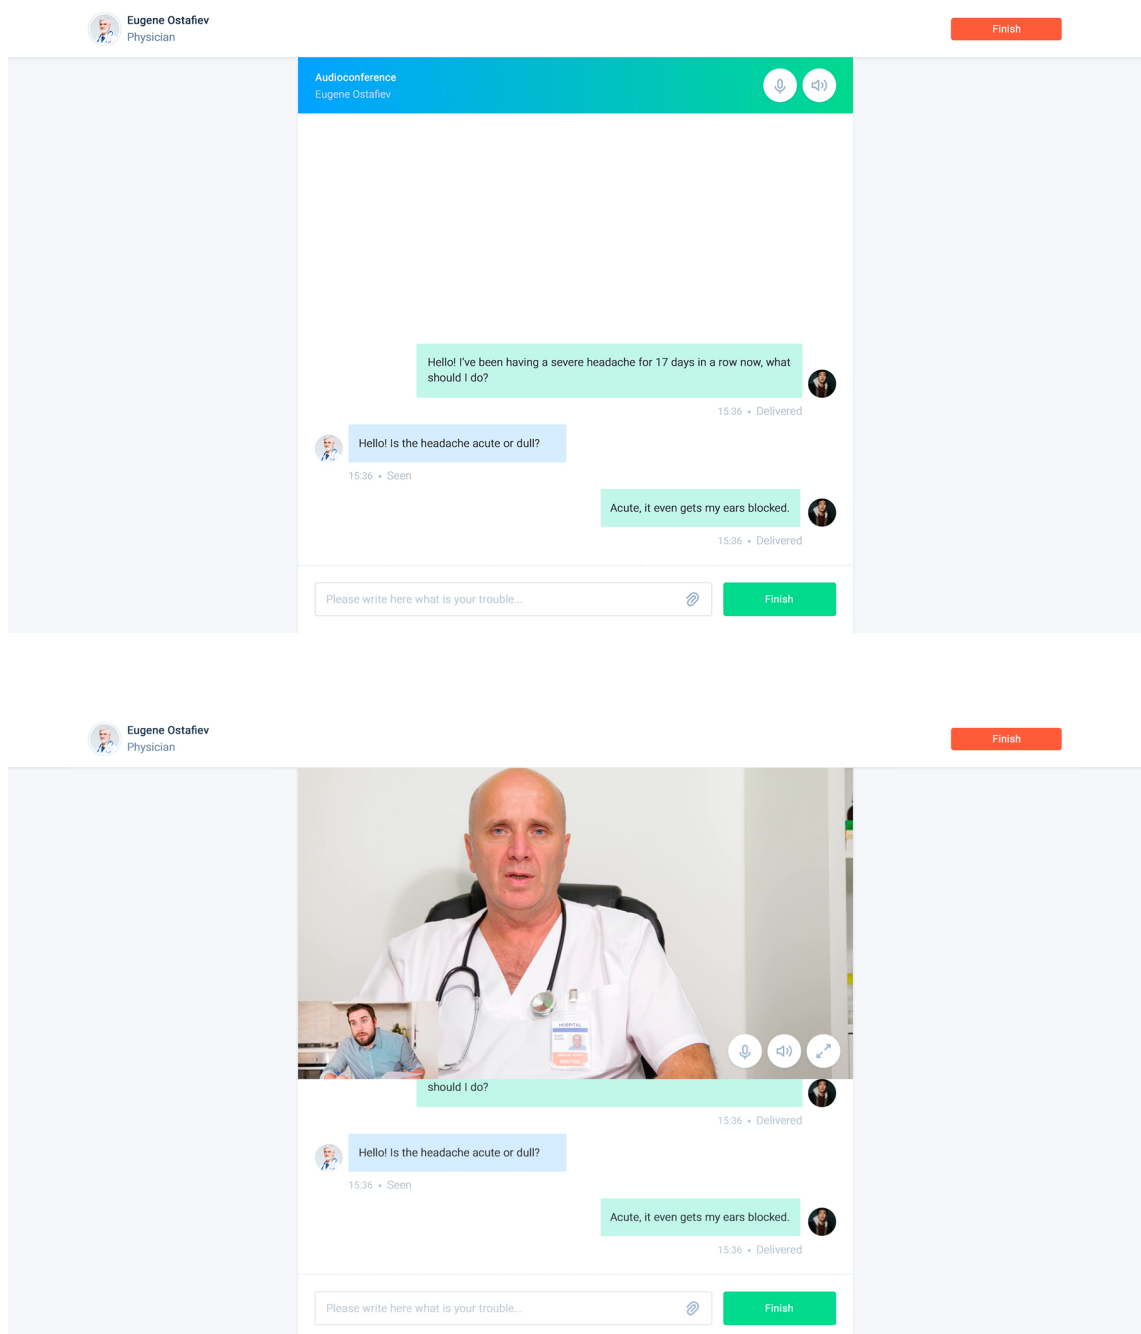 Eugene Ostafiev
Physician
Finish
Audioconference
Eugene Ostafiev
Hello! I've been having a severe headache for 17 days in a row now, what
should I do?
15:36 • Delivered
Hello! Is the headache acute or dull?
15:36 • Seen
Acute, it even gets my ears blocked.
15:36 • Delivered
Please write here what is your trouble...
Finish
Eugene Ostafiev
Physician
Finish
HOSPITAL
should I do?
15:36 • Delivered
Hello! Is the headache acute or dull?
15:36 • Seen
Acute, it even gets my ears blocked.
15:36 • Delivered
Please write here what is your trouble...
Finish